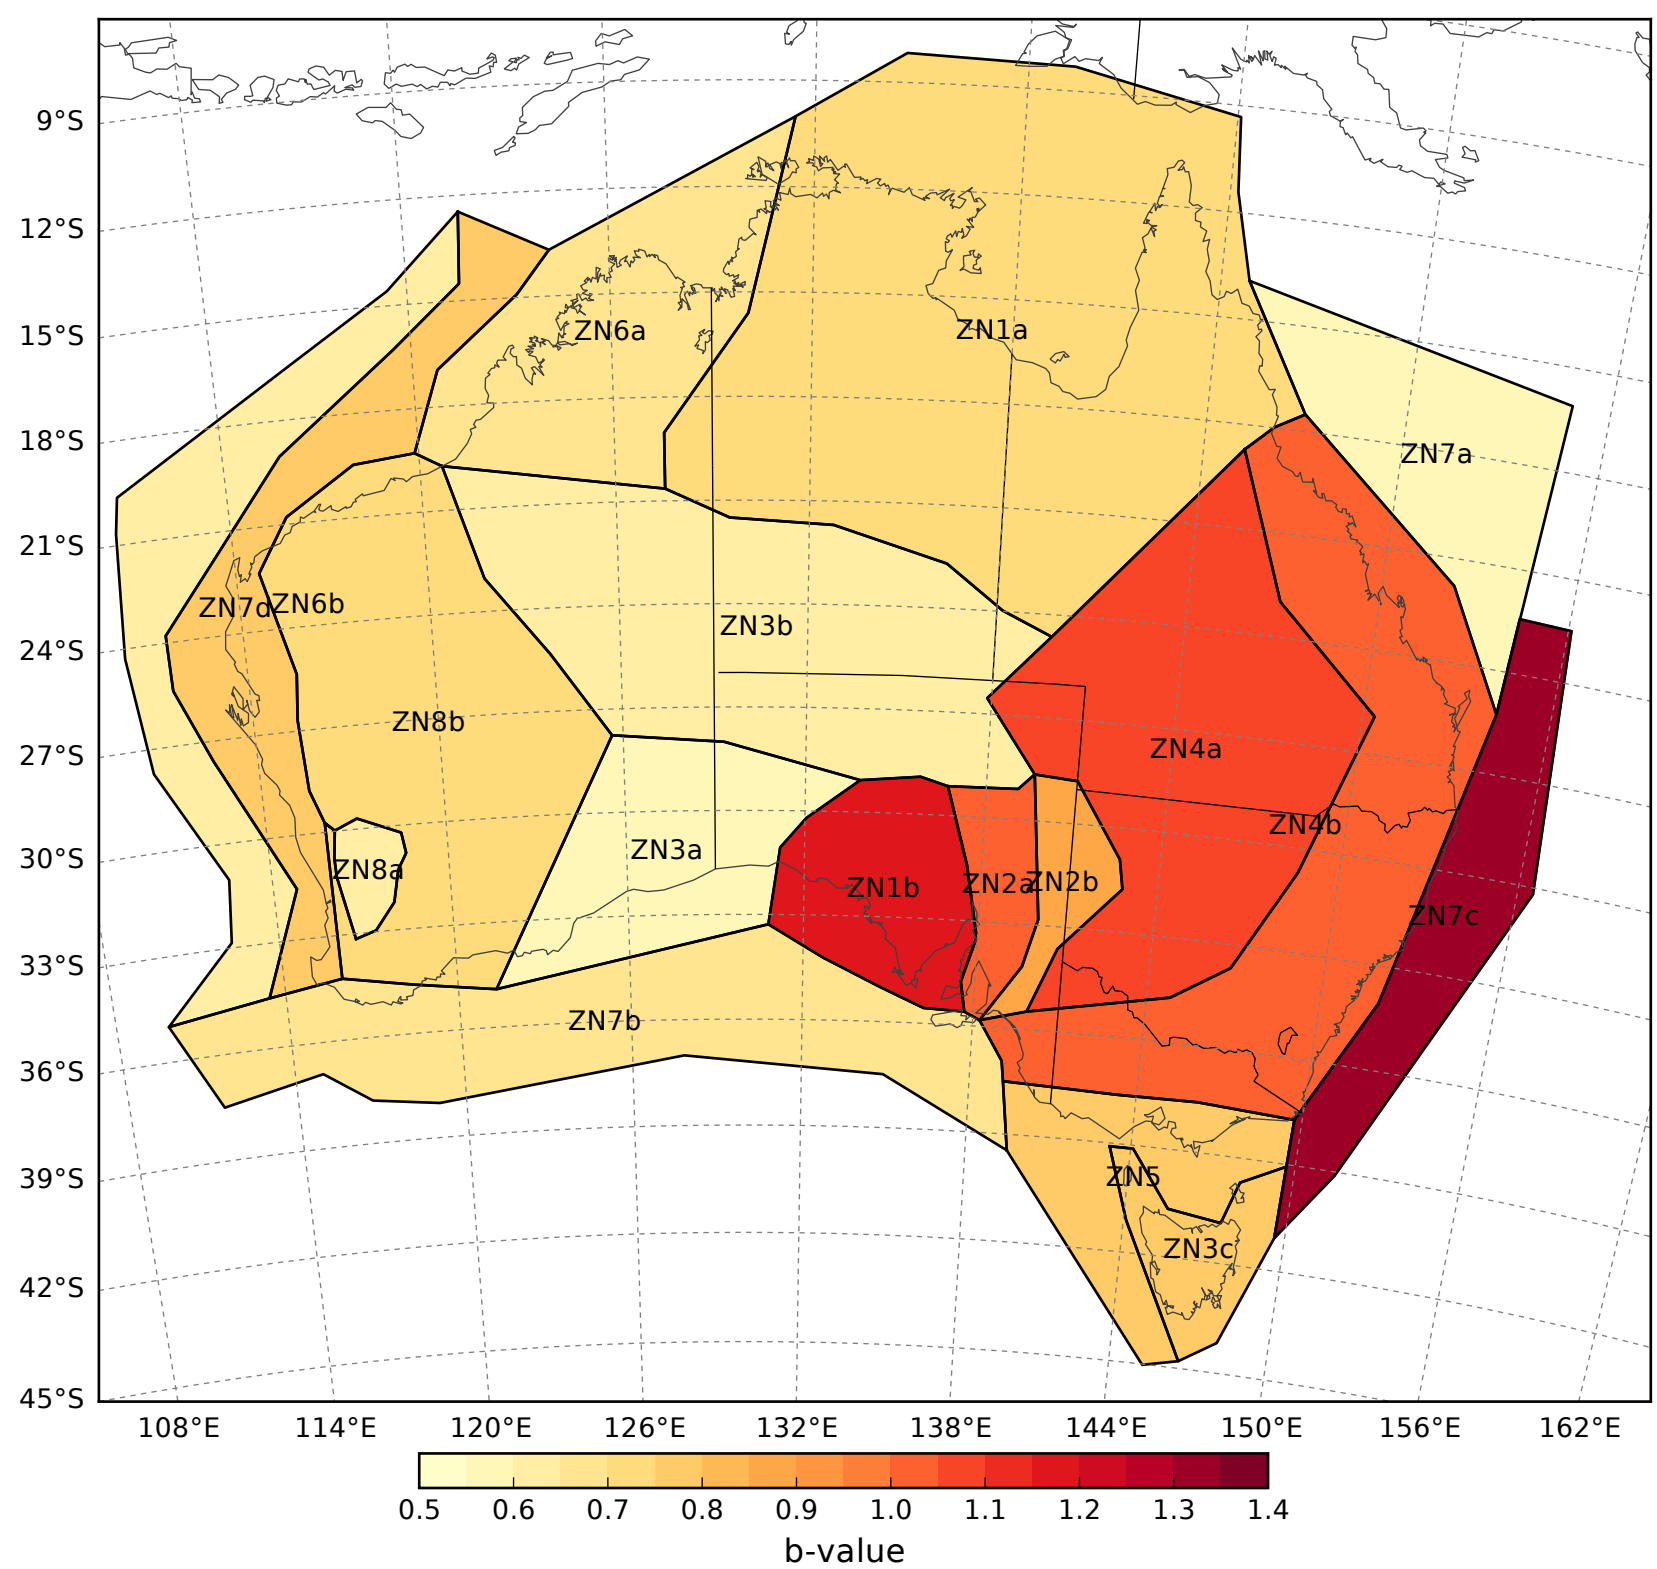 9°S
12°S
15°S
18°S
21°S
24°S
27°S
30°S
33°S
36°S
39°S
42°S
45°S
ZN6a
ZN1a
ZN7a
ZN7d
ZN6b
ZN3b
ZN8b
ZN4a
ZN4b
ZN3a
ZN8a
ZN1b
ZN2a
ZN2b
ZN7c
ZN7b
ZN5
ZN3c
108°E 114°E 120°E 126°E 132°E 138°E 144°E 150°E 156°E 162°E
0.5 0.6 0.7 0.8 0.9 1.0 1.1 1.2 1.3 1.4
b-value